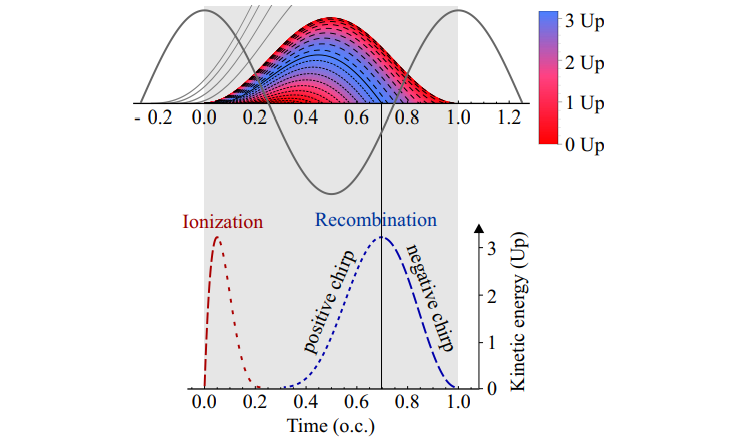 3 Up
2 Up
1 Up
0 Up
- 0.2 0.0 0.2 0.4 0.6 0.8 1.0 1.2
Ionization
Recombination
positive chirp
negative chirp
3
2
1
0
Kinetic energy (Up)
0.0 0.2 0.4 0.6 0.8 1.0
Time (o.c.)